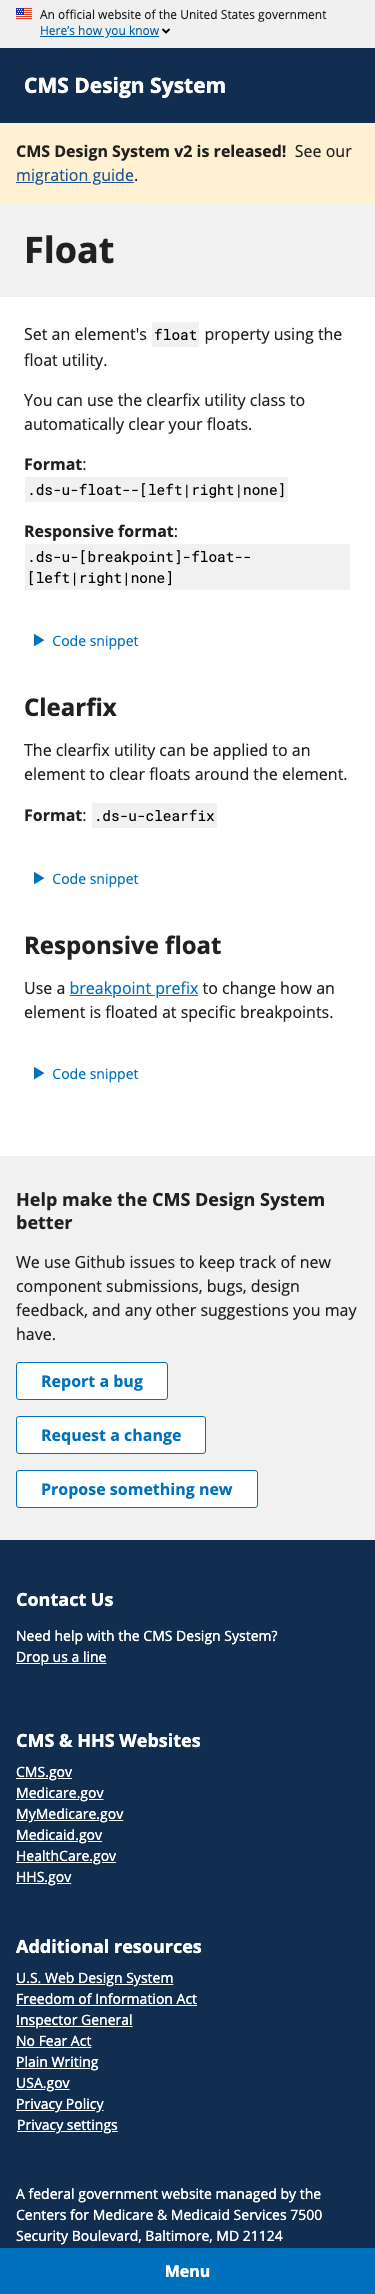 An official website of the United States government
Here's how you know
CMS Design System
CMS Design System v2 is released! See our
migration guide.
Float
Set an element's float property using the
float utility.
You can use the clearfix utility class to
automatically clear your floats.
Format:
.ds-u-float--[left|right|none]
Responsive format:
.ds-u-[breakpoint]-float--
[left|right|none]
Code snippet
Clearfix
The clearfix utility can be applied to an
element to clear floats around the element.
Format: .ds-u-clearfix
Code snippet
Responsive float
Use a breakpoint prefix to change how an
element is floated at specific breakpoints.
Code snippet
Help make the CMS Design System
better
We use Github issues to keep track of new
component submissions, bugs, design
feedback, and any other suggestions you may
have.
Report a bug
Request a change
Propose something new
Contact Us
Need help with the CMS Design System?
Drop us a line
CMS & HHS Websites
CMS.gov
Medicare.gov
MyMedicare.gov
Medicaid.gov
HealthCare.gov
HHS.gov
Additional resources
U.S. Web Design System
Freedom of Information Act
Inspector General
No Fear Act
Plain Writing
USA.gov
Privacy Policy
Privacy settings
A federal government website managed by the
Centers for Medicare & Medicaid Services 7500
Security Boulevard, Baltimore, MD 21124
Menu